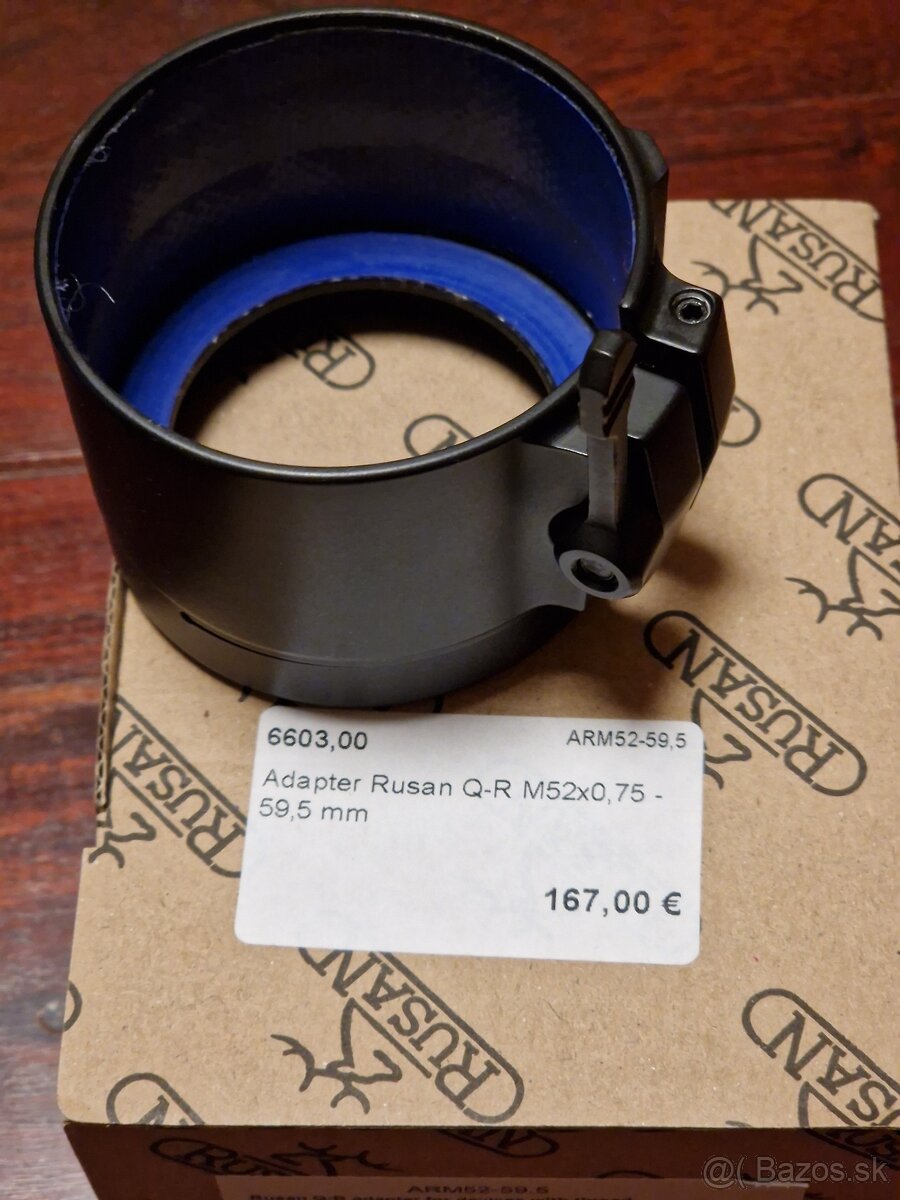 RUSAN
RUSAN
RUSAN
RUSAN
6603,00 ARM52-59,5
Adapter Rusan Q-R M52x0,75 -
59,5 mm
167,00 €
RUSAN
RUSAN
RUSAN
ARM52-59,5
@( Bazos.sk